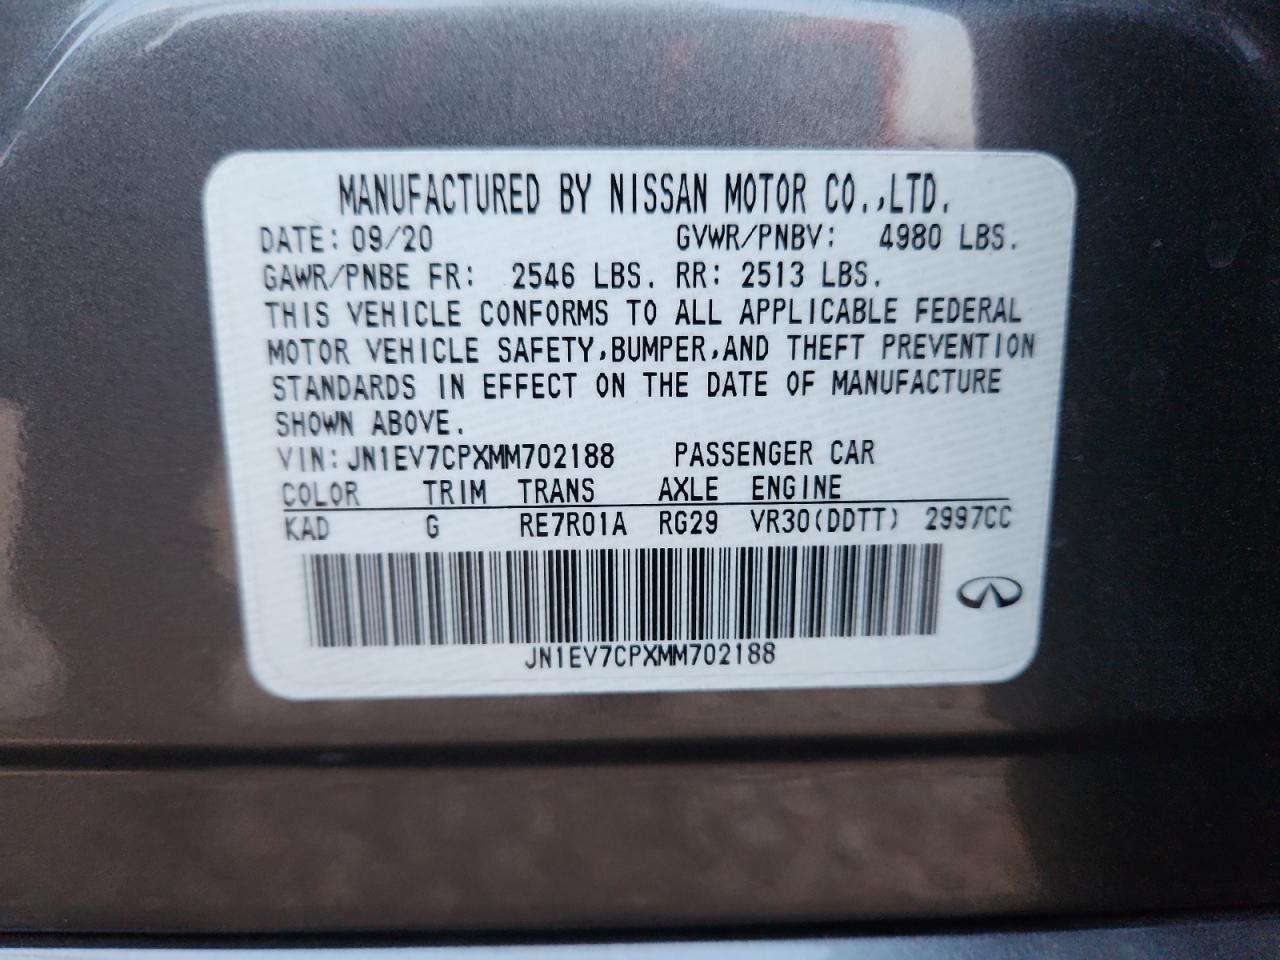 MANUFACTURED BY NISSAN MOTOR CO.,LTD.
DATE: 09/20 GVWR/PNBV: 4980 LBS.
GAWR/PNBE FR: 2546 LBS. RR: 2513 LBS.
THIS VEHICLE CONFORMS TO ALL APPLICABLE FEDERAL
MOTOR VEHICLE SAFETY,BUMPER,AND THEFT PREVENTION
STANDARDS IN EFFECT ON THE DATE OF MANUFACTURE
SHOWN ABOVE.
VIN:JN1EV7CPXMM702188 PASSENGER CAR
COLOR TRIM TRANS AXLE ENGINE
KAD G RE7R01A RG29 VR30(DDTT) 2997CC
JN1EV7CPXMM702188